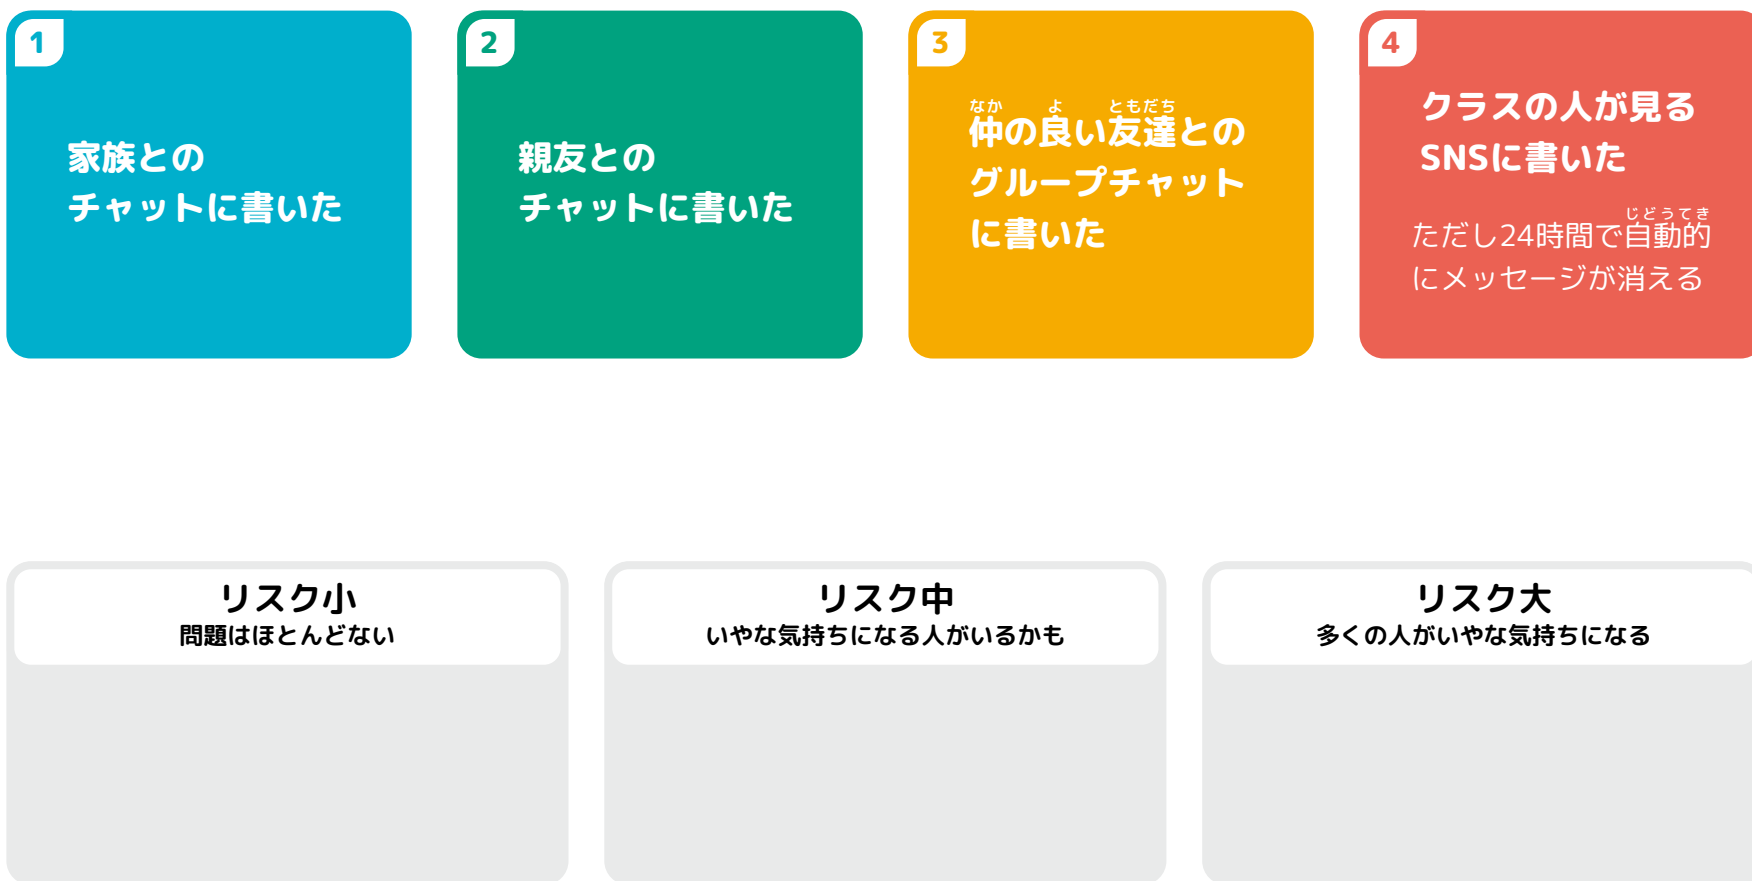 1
家族との
チャットに書いた
2
親友との
チャットに書いた
3
なか よ ともだち
仲の良い友達との
グループチャット
に書いた
4
クラスの人が見る
SNSに書いた
じどうてき
ただし24時間で自動的
にメッセージが消える
リスク小
問題はほとんどない
リスク中
いやな気持ちになる人がいるかも
リスク大
多くの人がいやな気持ちになる